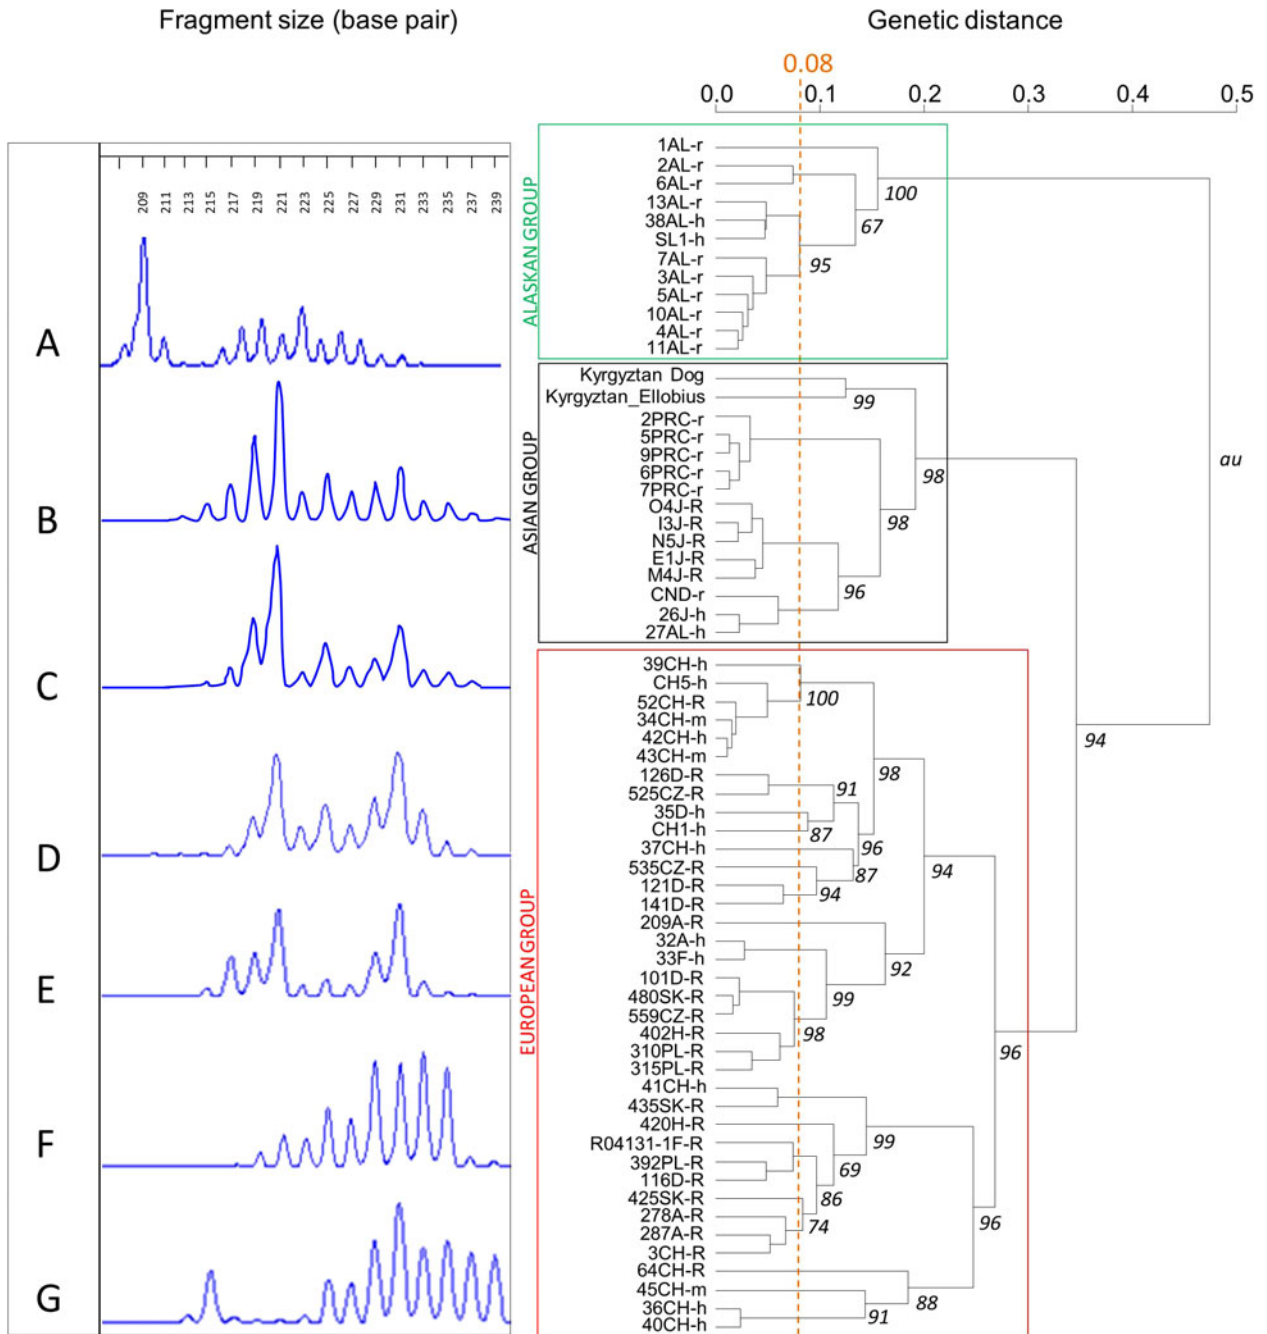 Fragment size (base pair)
Genetic distance
0.08
0.0 0.1 0.2 0.3 0.4 0.5
209 211 213 215 217 219 221 223 225 227 229 231 233 235 237 239
A
B
C
D
E
F
G
ALASKAN GROUP
1AL-r
2AL-r
6AL-r
13AL-r
38AL-h
SL1-h
7AL-r
3AL-r
5AL-r
10AL-r
4AL-r
11AL-r
100
67
95
ASIAN GROUP
Kyrgyztan Dog
Kyrgyztan_Ellobius
2PRC-r
5PRC-r
9PRC-r
6PRC-r
7PRC-r
O4J-R
I3J-R
N5J-R
E1J-R
M4J-R
CND-r
26J-h
27AL-h
99
98
98
96
au
EUROPEAN GROUP
39CH-h
CH5-h
52CH-R
34CH-m
42CH-h
43CH-m
126D-R
525CZ-R
35D-h
CH1-h
37CH-h
535CZ-R
121D-R
141D-R
209A-R
32A-h
33F-h
101D-R
480SK-R
559CZ-R
402H-R
310PL-R
315PL-R
41CH-h
435SK-R
420H-R
R04131-1F-R
392PL-R
116D-R
425SK-R
278A-R
287A-R
3CH-R
64CH-R
45CH-m
36CH-h
40CH-h
100
94
98
91
87
96
87
94
94
92
99
98
96
99
69
86
74
96
88
91